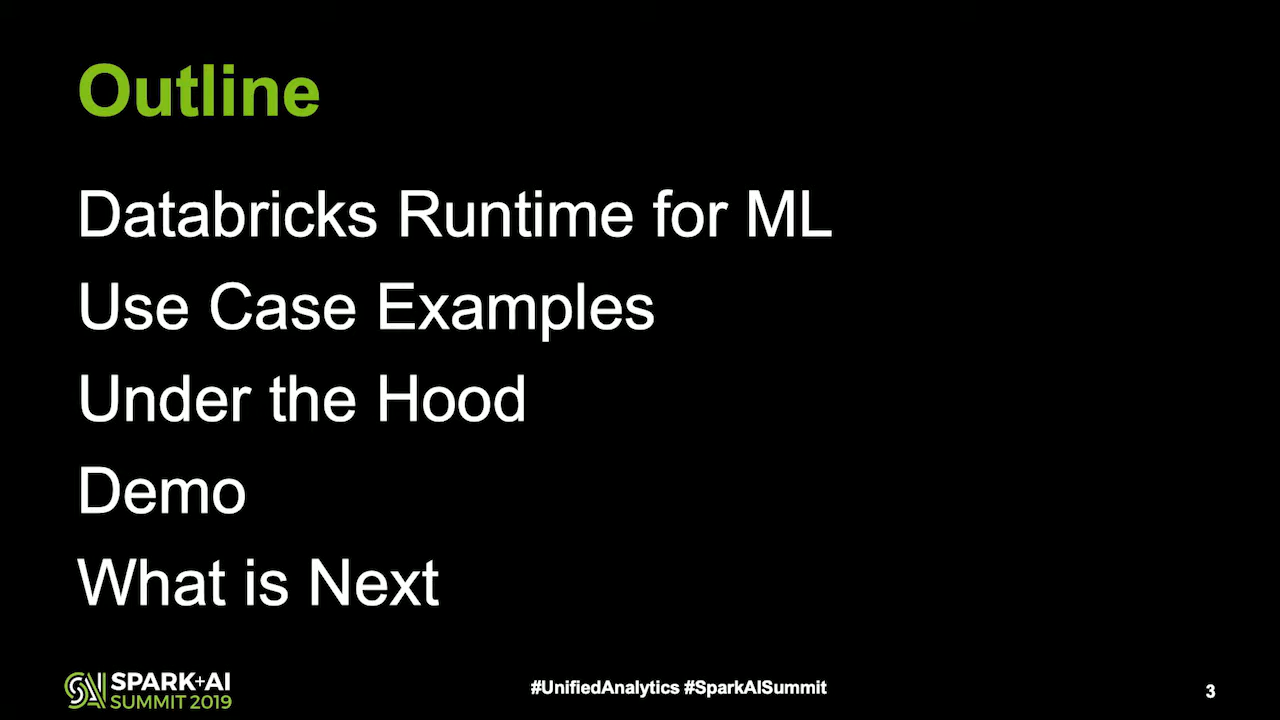 Outline
Databricks Runtime for ML
Use Case Examples
Under the Hood
Demo
What is Next
SPARK+AI
SUMMIT 2019
#UnifiedAnalytics #SparkAISummit
3